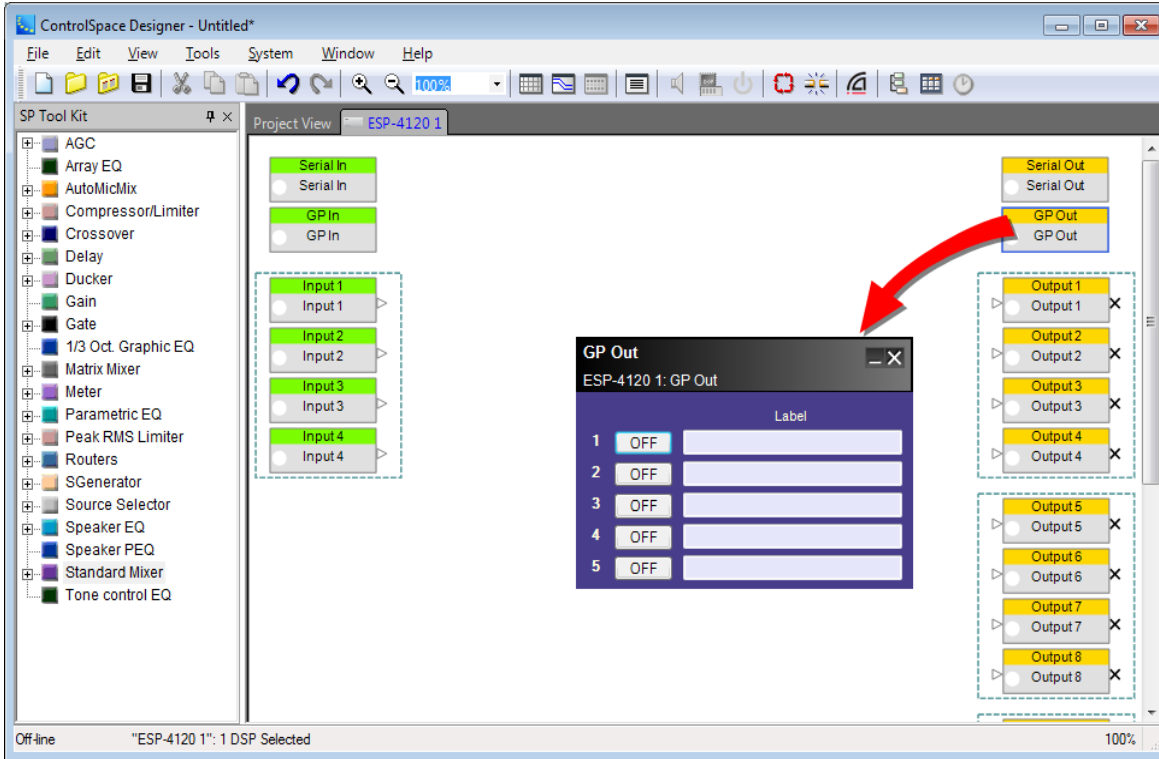 ControlSpace Designer - Untitled*
File Edit View Tools System Window Help
100%
SP Tool Kit
Project View
ESP-4120 1
AGC
Array EQ
AutoMicMix
Compressor/Limiter
Crossover
Delay
Ducker
Gain
Gate
1/3 Oct. Graphic EQ
Matrix Mixer
Meter
Parametric EQ
Peak RMS Limiter
Routers
SGenerator
Source Selector
Speaker EQ
Speaker PEQ
Standard Mixer
Tone control EQ
Serial In
Serial In
GP In
GP In
Input 1
Input 1
Input 2
Input 2
Input 3
Input 3
Input 4
Input 4
GP Out
ESP-4120 1: GP Out
Label
1 OFF
2 OFF
3 OFF
4 OFF
5 OFF
Serial Out
Serial Out
GP Out
GP Out
Output 1
Output 1
Output 2
Output 2
Output 3
Output 3
Output 4
Output 4
Output 5
Output 5
Output 6
Output 6
Output 7
Output 7
Output 8
Output 8
Off-line "ESP-4120 1": 1 DSP Selected 100%